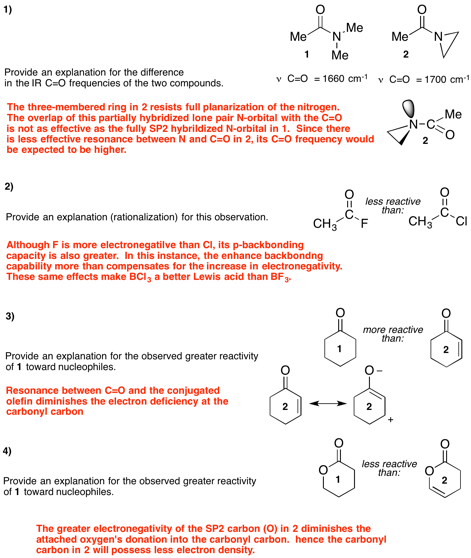 1)
O
O
Me
N
Me
Me
N
1
Me
2
Provide an explanation for the difference
in the IR C=O frequencies of the two compounds.
ν C=O = 1660 cm-1
ν C=O = 1700 cm-1
The three-membered ring in 2 resists full planarization of the nitrogen.
The overlap of this partially hybridized lone pair N-orbital with the C=O
is not as effective as the fully SP2 hybrildized N-orbital in 1. Since there
is less effective resonance between N and C=O in 2, its C=O frequency would
be expected to be higher.
Me
N
C
O
2
2)
Provide an explanation (rationalization) for this observation.
O
C
CH3
F
less reactive
than:
O
C
CH3
Cl
Although F is more electronegatilve than Cl, its p-backbonding
capacity is also greater. In this instance, the enhance backbondng
capability more than compensates for the increase in electronegativity.
These same effects make BCl3 a better Lewis acid than BF3.
3)
O
1
more reactive
than:
O
2
Provide an explanation for the observed greater reactivity
of 1 toward nucleophiles.
Resonance between C=O and the conjugated
olefin diminishes the electron deficiency at the
carbonyl carbon
O
2
O
–
2
+
4)
Provide an explanation for the observed greater reactivity
of 1 toward nucleophiles.
O
O
1
less reactive
than:
O
O
2
The greater electronegativity of the SP2 carbon (O) in 2 diminishes the
attached oxygen's donation into the carbonyl carbon. hence the carbonyl
carbon in 2 will possess less electron density.